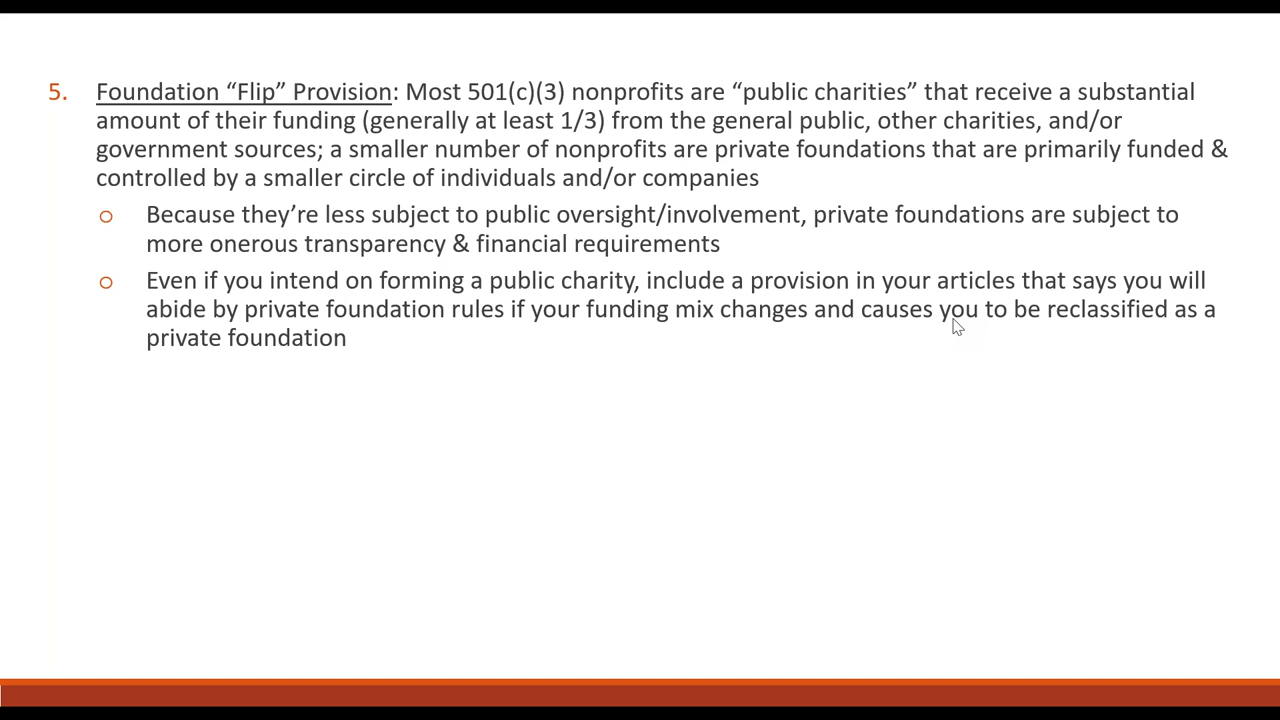 5. Foundation “Flip” Provision: Most 501(c)(3) nonprofits are “public charities” that receive a substantial
amount of their funding (generally at least 1/3) from the general public, other charities, and/or
government sources; a smaller number of nonprofits are private foundations that are primarily funded &
controlled by a smaller circle of individuals and/or companies
o Because they’re less subject to public oversight/involvement, private foundations are subject to
more onerous transparency & financial requirements
o Even if you intend on forming a public charity, include a provision in your articles that says you will
abide by private foundation rules if your funding mix changes and causes you to be reclassified as a
private foundation